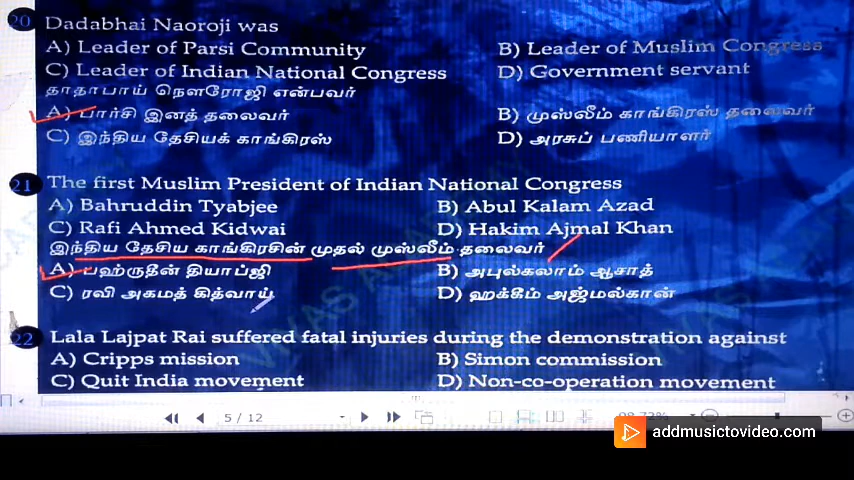 20 Dadabhai Naoroji was
A) Leader of Parsi Community B) Leader of Muslim Congress
C) Leader of Indian National Congress D) Government servant
தாதாபாய் நௌரோஜி என்பவர்
A) பார்சி இனத் தலைவர் B) முஸ்லீம் காங்கிரஸ் தலைவர்
C) இந்திய தேசியக் காங்கிரஸ் D) அரசுப் பணியாளர்
21 The first Muslim President of Indian National Congress
A) Bahruddin Tyabjee B) Abul Kalam Azad
C) Rafi Ahmed Kidwai D) Hakim Ajmal Khan
இந்திய தேசிய காங்கிரசின் முதல் முஸ்லீம் தலைவர்
A) பஹ்ருதீன் தியாப்ஜி B) அபுல்கலாம் ஆசாத்
C) ரவி அகமத் கித்வாய் D) ஹக்கீம் அஜ்மல்கான்
22 Lala Lajpat Rai suffered fatal injuries during the demonstration against
A) Cripps mission B) Simon commission
C) Quit India movement D) Non-co-operation movement
5 / 12
addmusictovideo.com